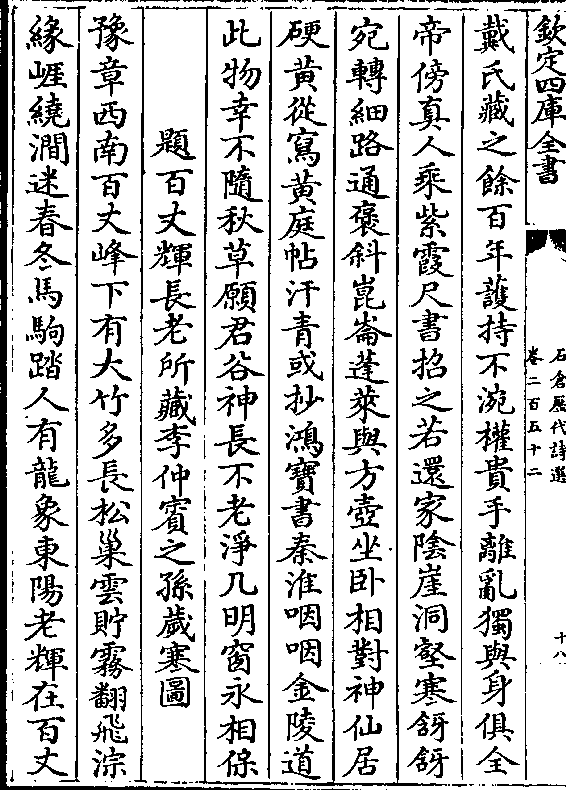 欽定四庫全書
石倉歷代詩選
卷二百五十二
十八
戴氏藏之餘百年護持不涴權貴手離亂獨與身俱全
帝傍真人乘紫霞尺書招之若還家陰崖洞壑寒谺谺
宛轉細路通褒斜崑崙蓬萊與方壺坐卧相對神仙居
硬黃從寫黃庭帖汗青或抄鴻寶書秦淮咽咽金陵道
此物幸不隨秋草願君谷神長不老淨几明窗永相保
題百丈輝長老所藏李仲賓之孫歲寒圖
豫章西南百丈峰下有大竹多長松巢雲貯霧翻飛淙
緣崕繞澗迷春冬馬駒踏人有龍象東陽老輝在百丈